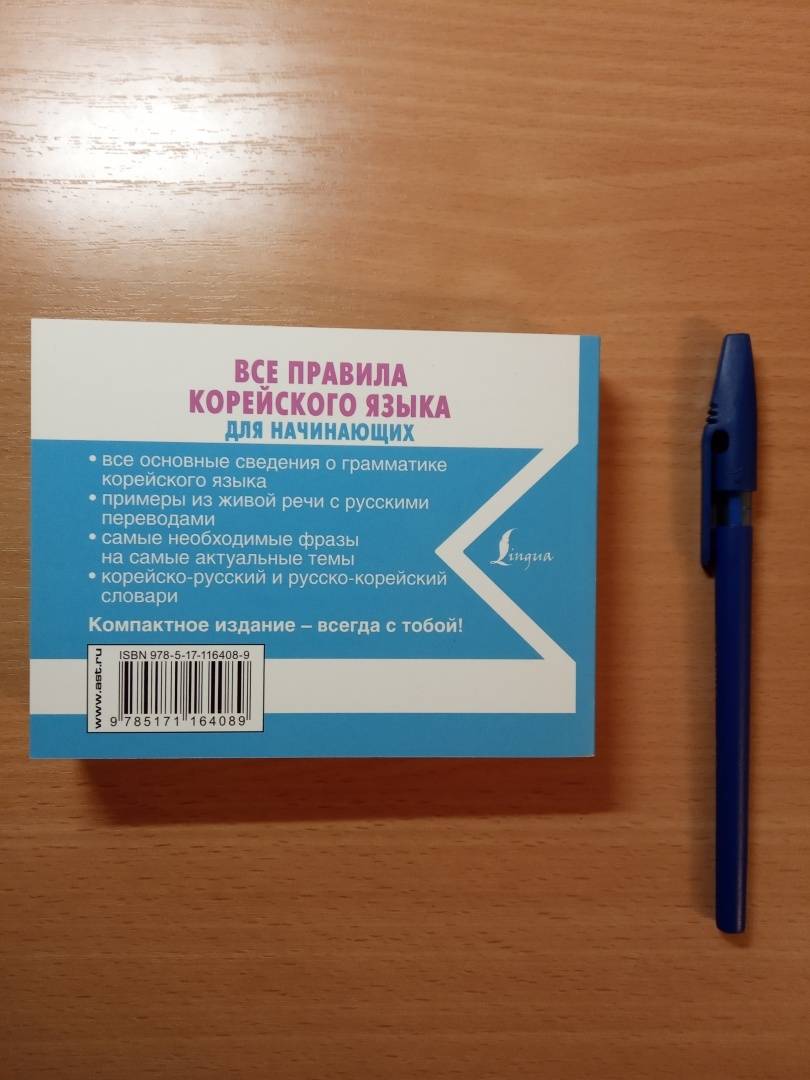 ВСЕ ПРАВИЛА
КОРЕЙСКОГО ЯЗЫКА
ДЛЯ НАЧИНАЮЩИХ
• все основные сведения о грамматике
корейского языка
• примеры из живой речи с русскими
переводами
• самые необходимые фразы
на самые актуальные темы
• корейско-русский и русско-корейский
словари
Компактное издание – всегда с тобой!
Lingua
www.ast.ru
ISBN 978-5-17-116408-9
9 785171 164089